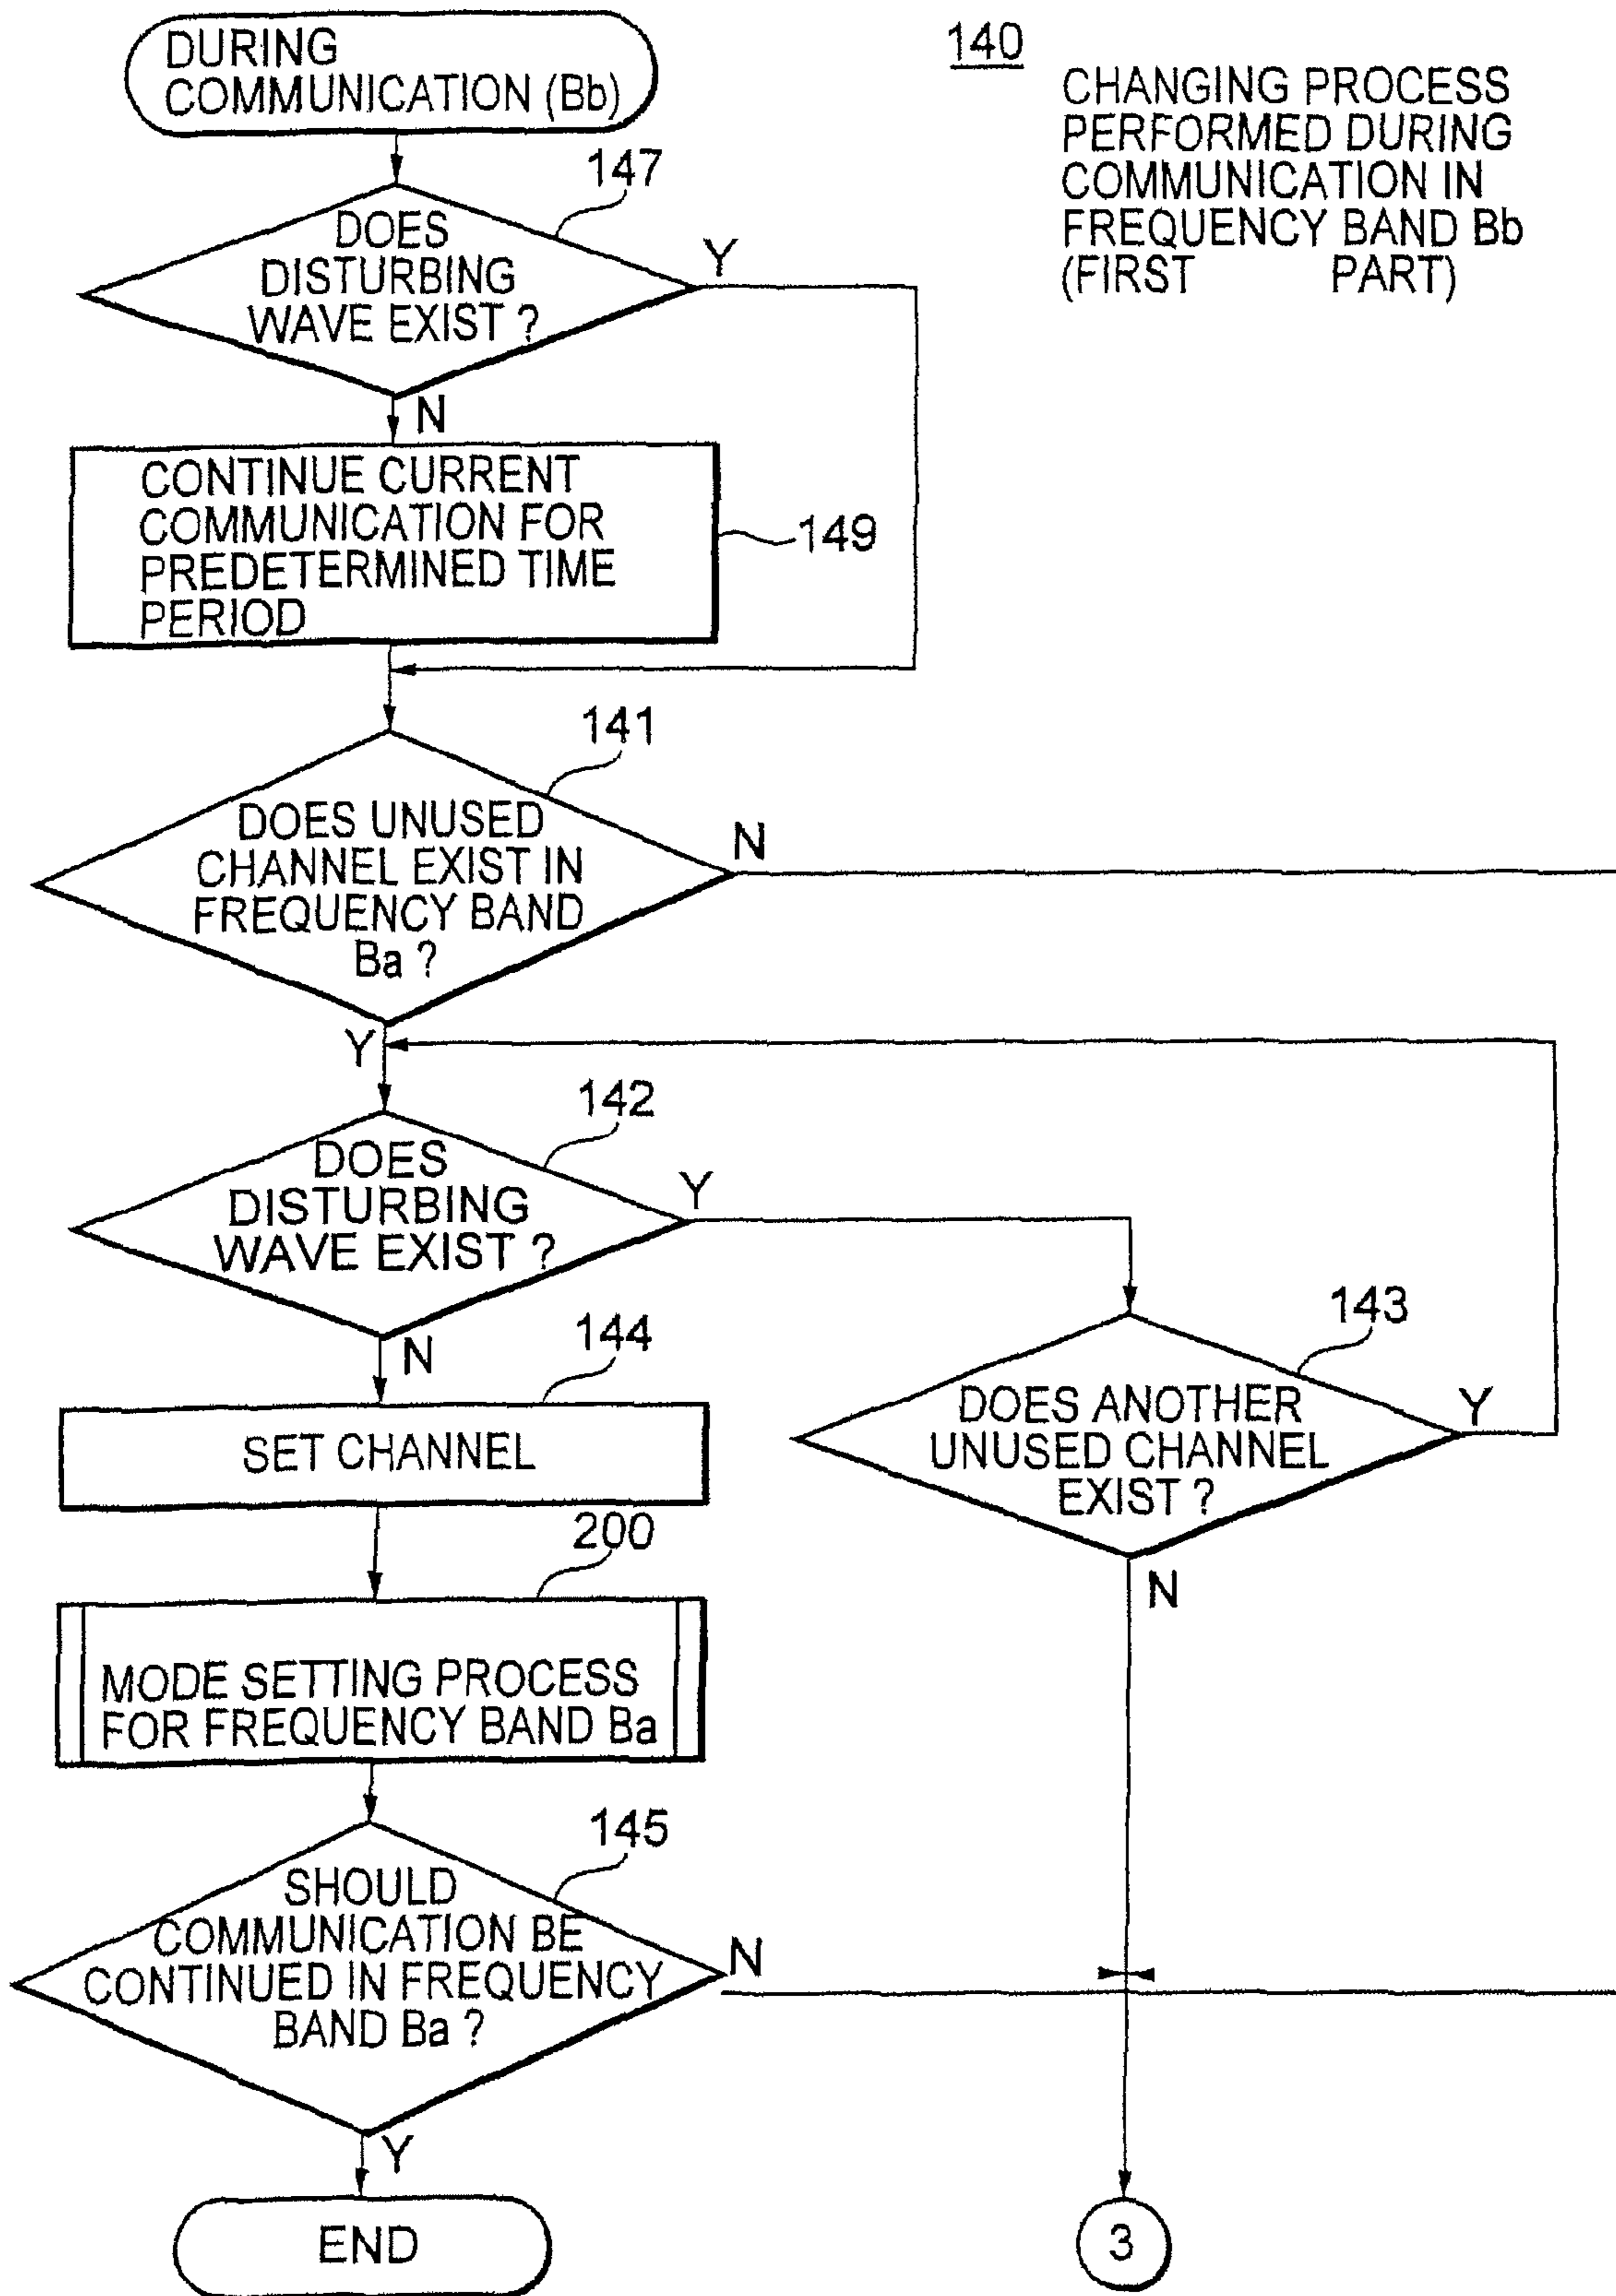 DURING
COMMUNICATION (Bb)
140
CHANGING PROCESS
PERFORMED DURING
COMMUNICATION IN
FREQUENCY BAND Bb
(FIRST PART)
147
DOES
DISTURBING
WAVE EXIST ?
Y
N
CONTINUE CURRENT
COMMUNICATION FOR
PREDETERMINED TIME
PERIOD
149
141
DOES UNUSED
CHANNEL EXIST IN
FREQUENCY BAND
Ba ?
N
Y
142
DOES
DISTURBING
WAVE EXIST ?
Y
N
143
DOES ANOTHER
UNUSED CHANNEL
EXIST ?
Y
N
144
SET CHANNEL
200
MODE SETTING PROCESS
FOR FREQUENCY BAND Ba
145
SHOULD
COMMUNICATION BE
CONTINUED IN FREQUENCY
BAND Ba ?
N
Y
END
3